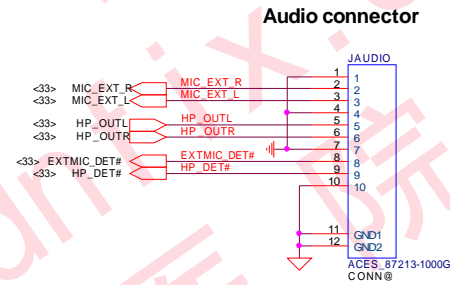 Audio connector
JAUDIO
<33> MIC_EXT_R MIC_EXT_R 1 1
<33> MIC_EXT_L MIC_EXT_L 2 2
3 3
4 4
<33> HP_OUTL HP_OUTL 5 5
<33> HP_OUTR HP_OUTR 6 6
7 7
<33> EXTMIC_DET# EXTMIC_DET# 8 8
<33> HP_DET# HP_DET# 9 9
10 10
11 GND1
12 GND2
ACES_87213-1000G
CONN@